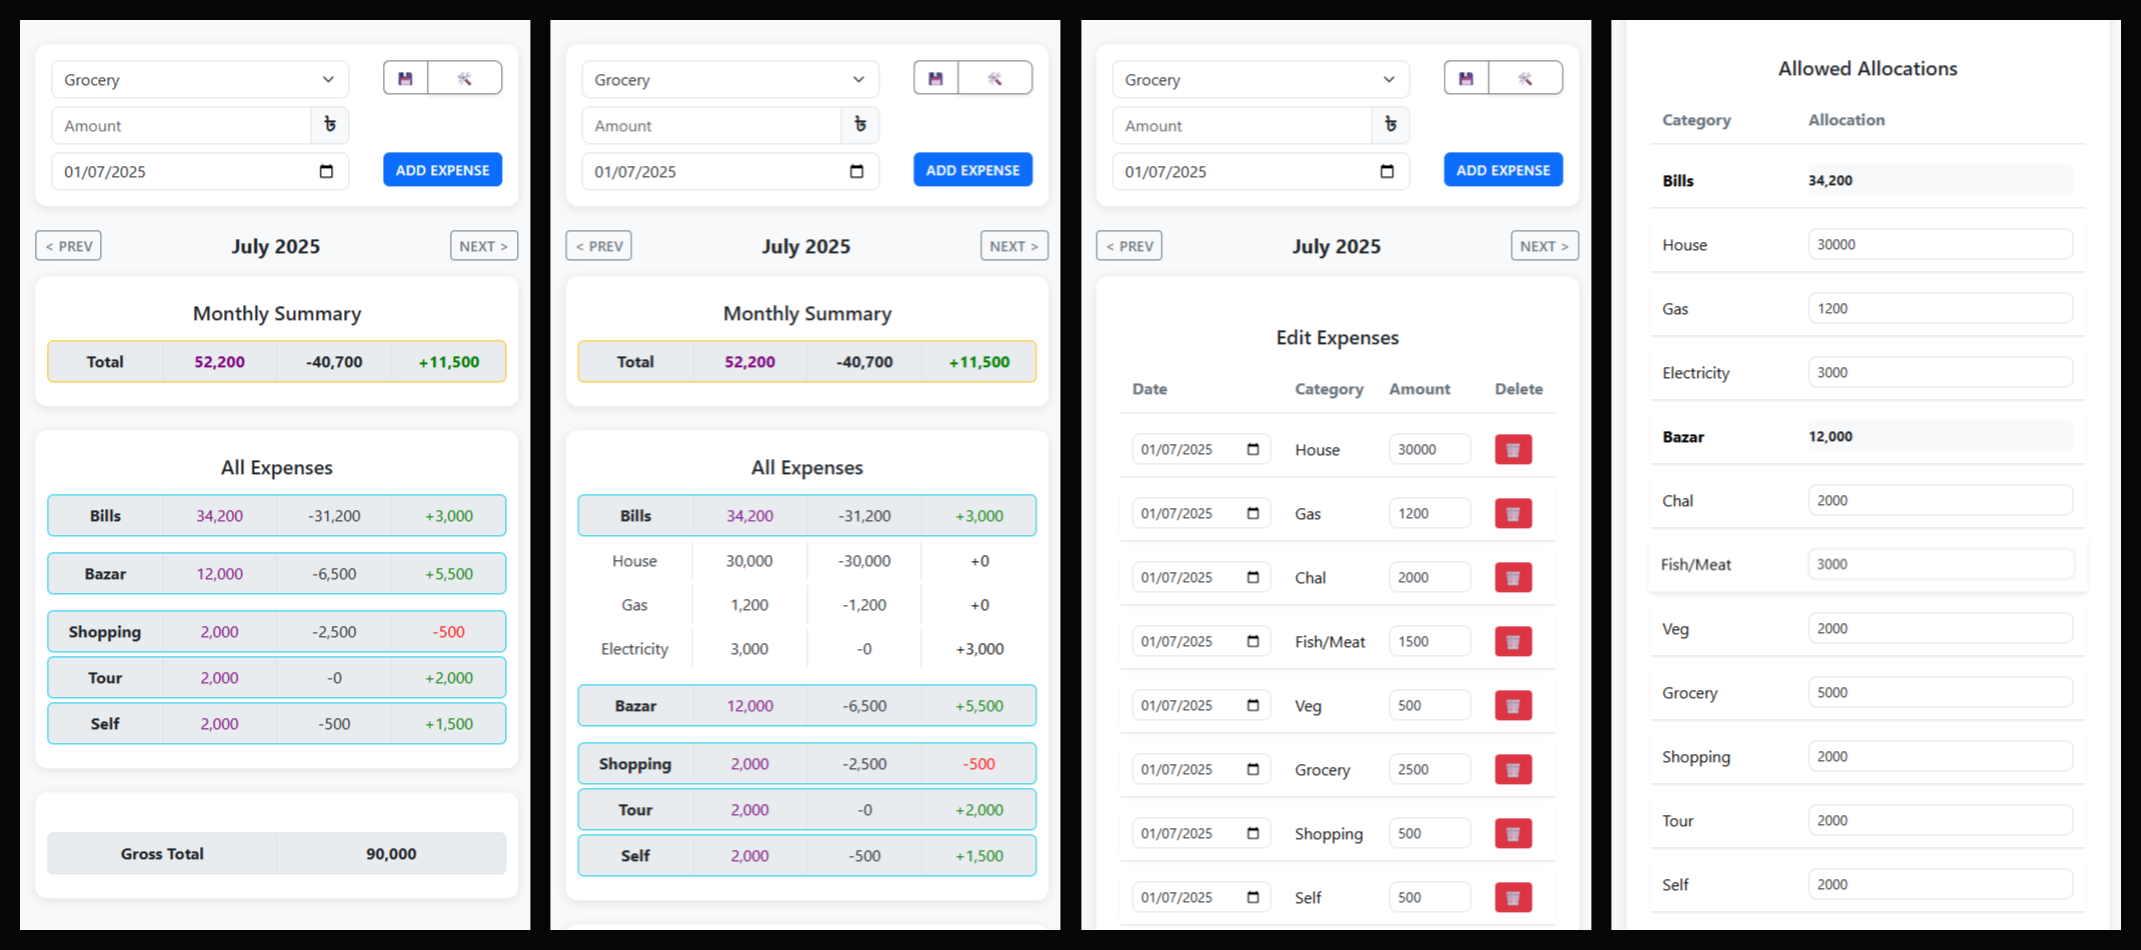 Grocery
Amount ৳
01/07/2025 ADD EXPENSE
< PREV July 2025 NEXT >
Monthly Summary
Total 52,200 -40,700 +11,500
All Expenses
Bills 34,200 -31,200 +3,000
Bazar 12,000 -6,500 +5,500
Shopping 2,000 -2,500 -500
Tour 2,000 -0 +2,000
Self 2,000 -500 +1,500
Gross Total 90,000
Grocery
Amount ৳
01/07/2025 ADD EXPENSE
< PREV July 2025 NEXT >
Monthly Summary
Total 52,200 -40,700 +11,500
All Expenses
Bills 34,200 -31,200 +3,000
House 30,000 -30,000 +0
Gas 1,200 -1,200 +0
Electricity 3,000 -0 +3,000
Bazar 12,000 -6,500 +5,500
Shopping 2,000 -2,500 -500
Tour 2,000 -0 +2,000
Self 2,000 -500 +1,500
Grocery
Amount ৳
01/07/2025 ADD EXPENSE
< PREV July 2025 NEXT >
Edit Expenses
Date Category Amount Delete
01/07/2025 House 30000
01/07/2025 Gas 1200
01/07/2025 Chal 2000
01/07/2025 Fish/Meat 1500
01/07/2025 Veg 500
01/07/2025 Grocery 2500
01/07/2025 Shopping 500
01/07/2025 Self 500
Allowed Allocations
Category Allocation
Bills 34,200
House 30000
Gas 1200
Electricity 3000
Bazar 12,000
Chal 2000
Fish/Meat 3000
Veg 2000
Grocery 5000
Shopping 2000
Tour 2000
Self 2000